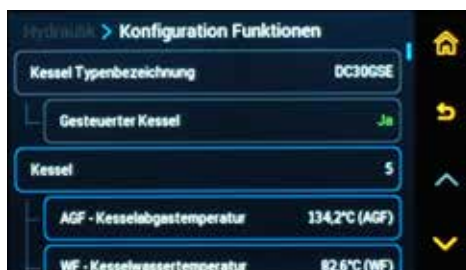 Hydraulik > Konfiguration Funktionen
Kessel Typenbezeichnung DC30GSE
Gesteuerter Kessel Ja
Kessel 5
AGF - Kesselabgastemperatur 134,2°C (AGF)
WF - Kesselwassertemperatur 82,6°C (WF)